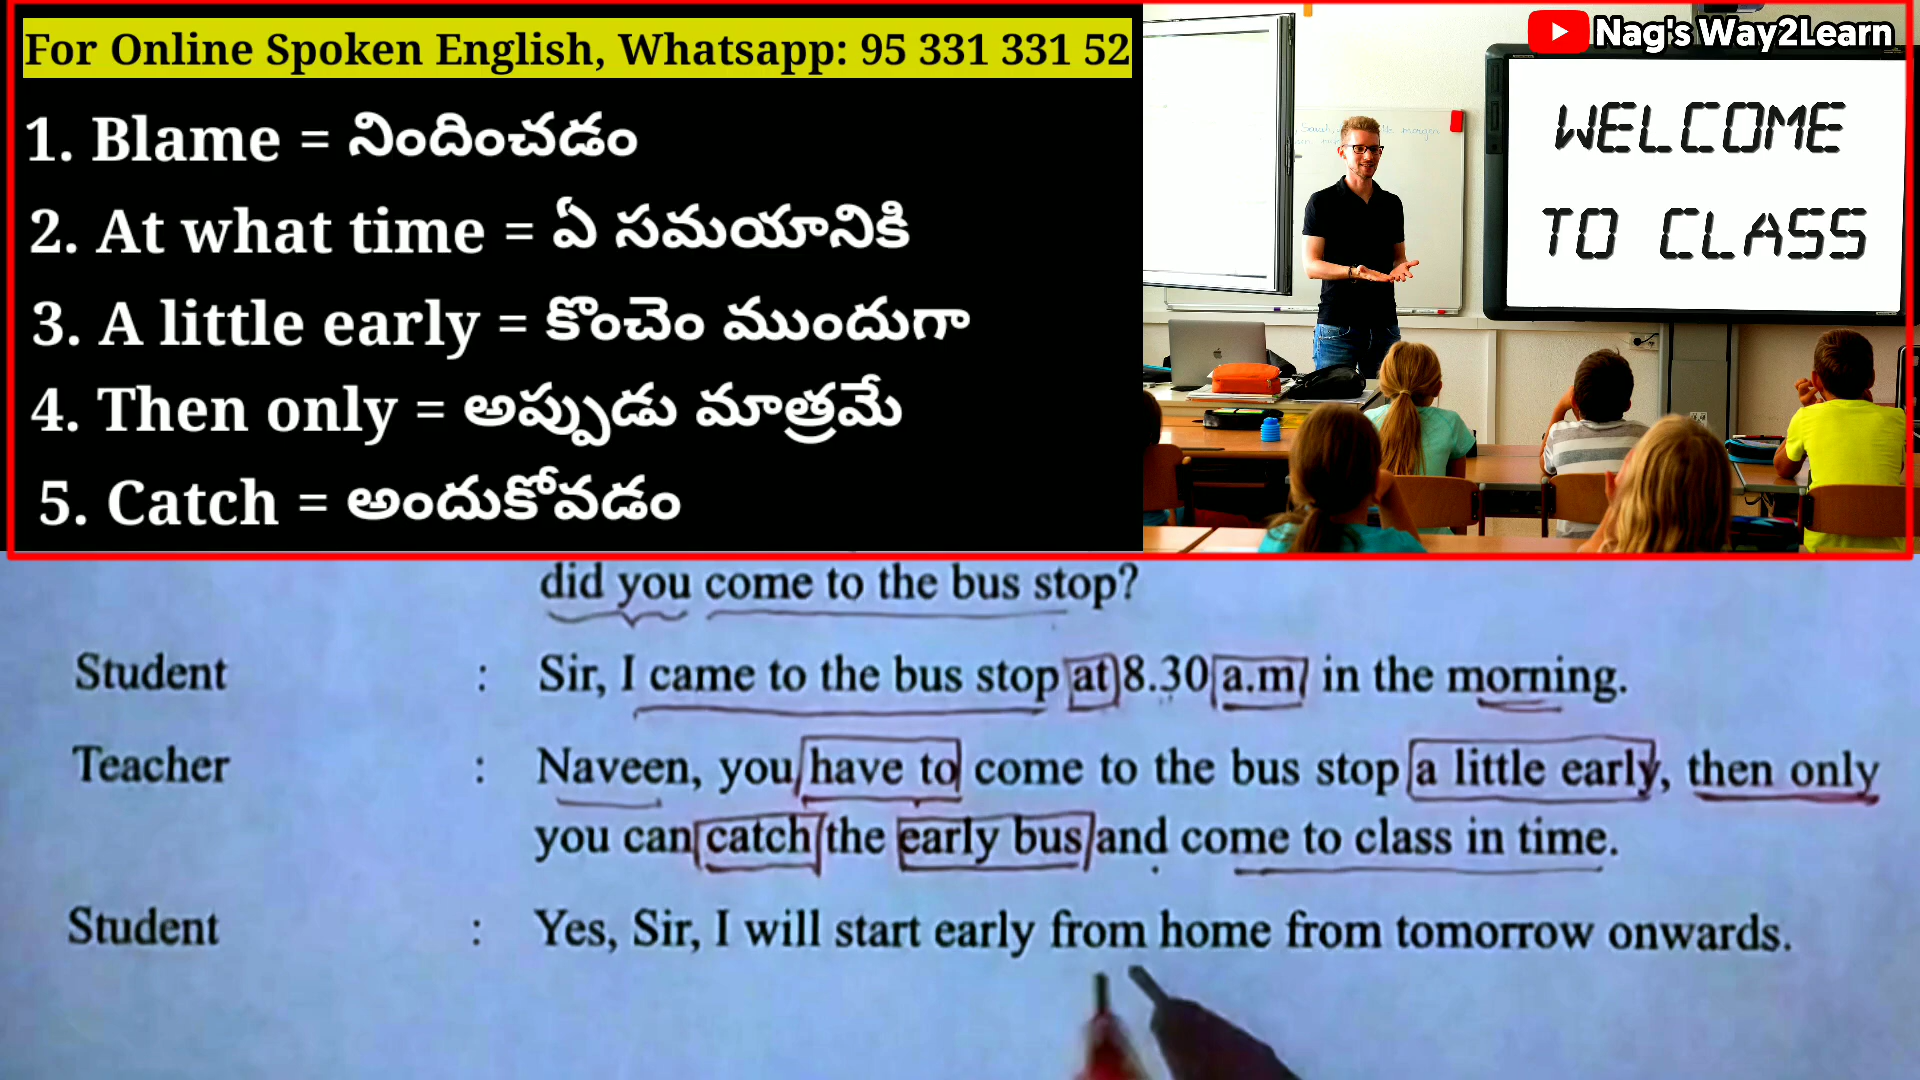 For Online Spoken English, Whatsapp: 95 331 331 52
1. Blame = నిందించడం
2. At what time = ఏ సమయానికి
3. A little early = కొంచెం ముందుగా
4. Then only = అప్పుడు మాత్రమే
5. Catch = అందుకోవడం
Nag's Way2Learn
WELCOME
TO CLASS
did you come to the bus stop?
Student : Sir, I came to the bus stop at 8.30 a.m in the morning.
Teacher : Naveen, you have to come to the bus stop a little early, then only
you can catch the early bus and come to class in time.
Student : Yes, Sir, I will start early from home from tomorrow onwards.